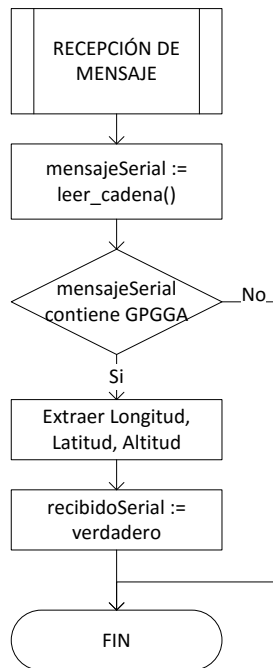 RECEPCIÓN DE
MENSAJE
mensajeSerial :=
leer_cadena()
mensajeSerial
contiene GPGGA
No
Si
Extraer Longitud,
Latitud, Altitud
recibidoSerial :=
verdadero
FIN